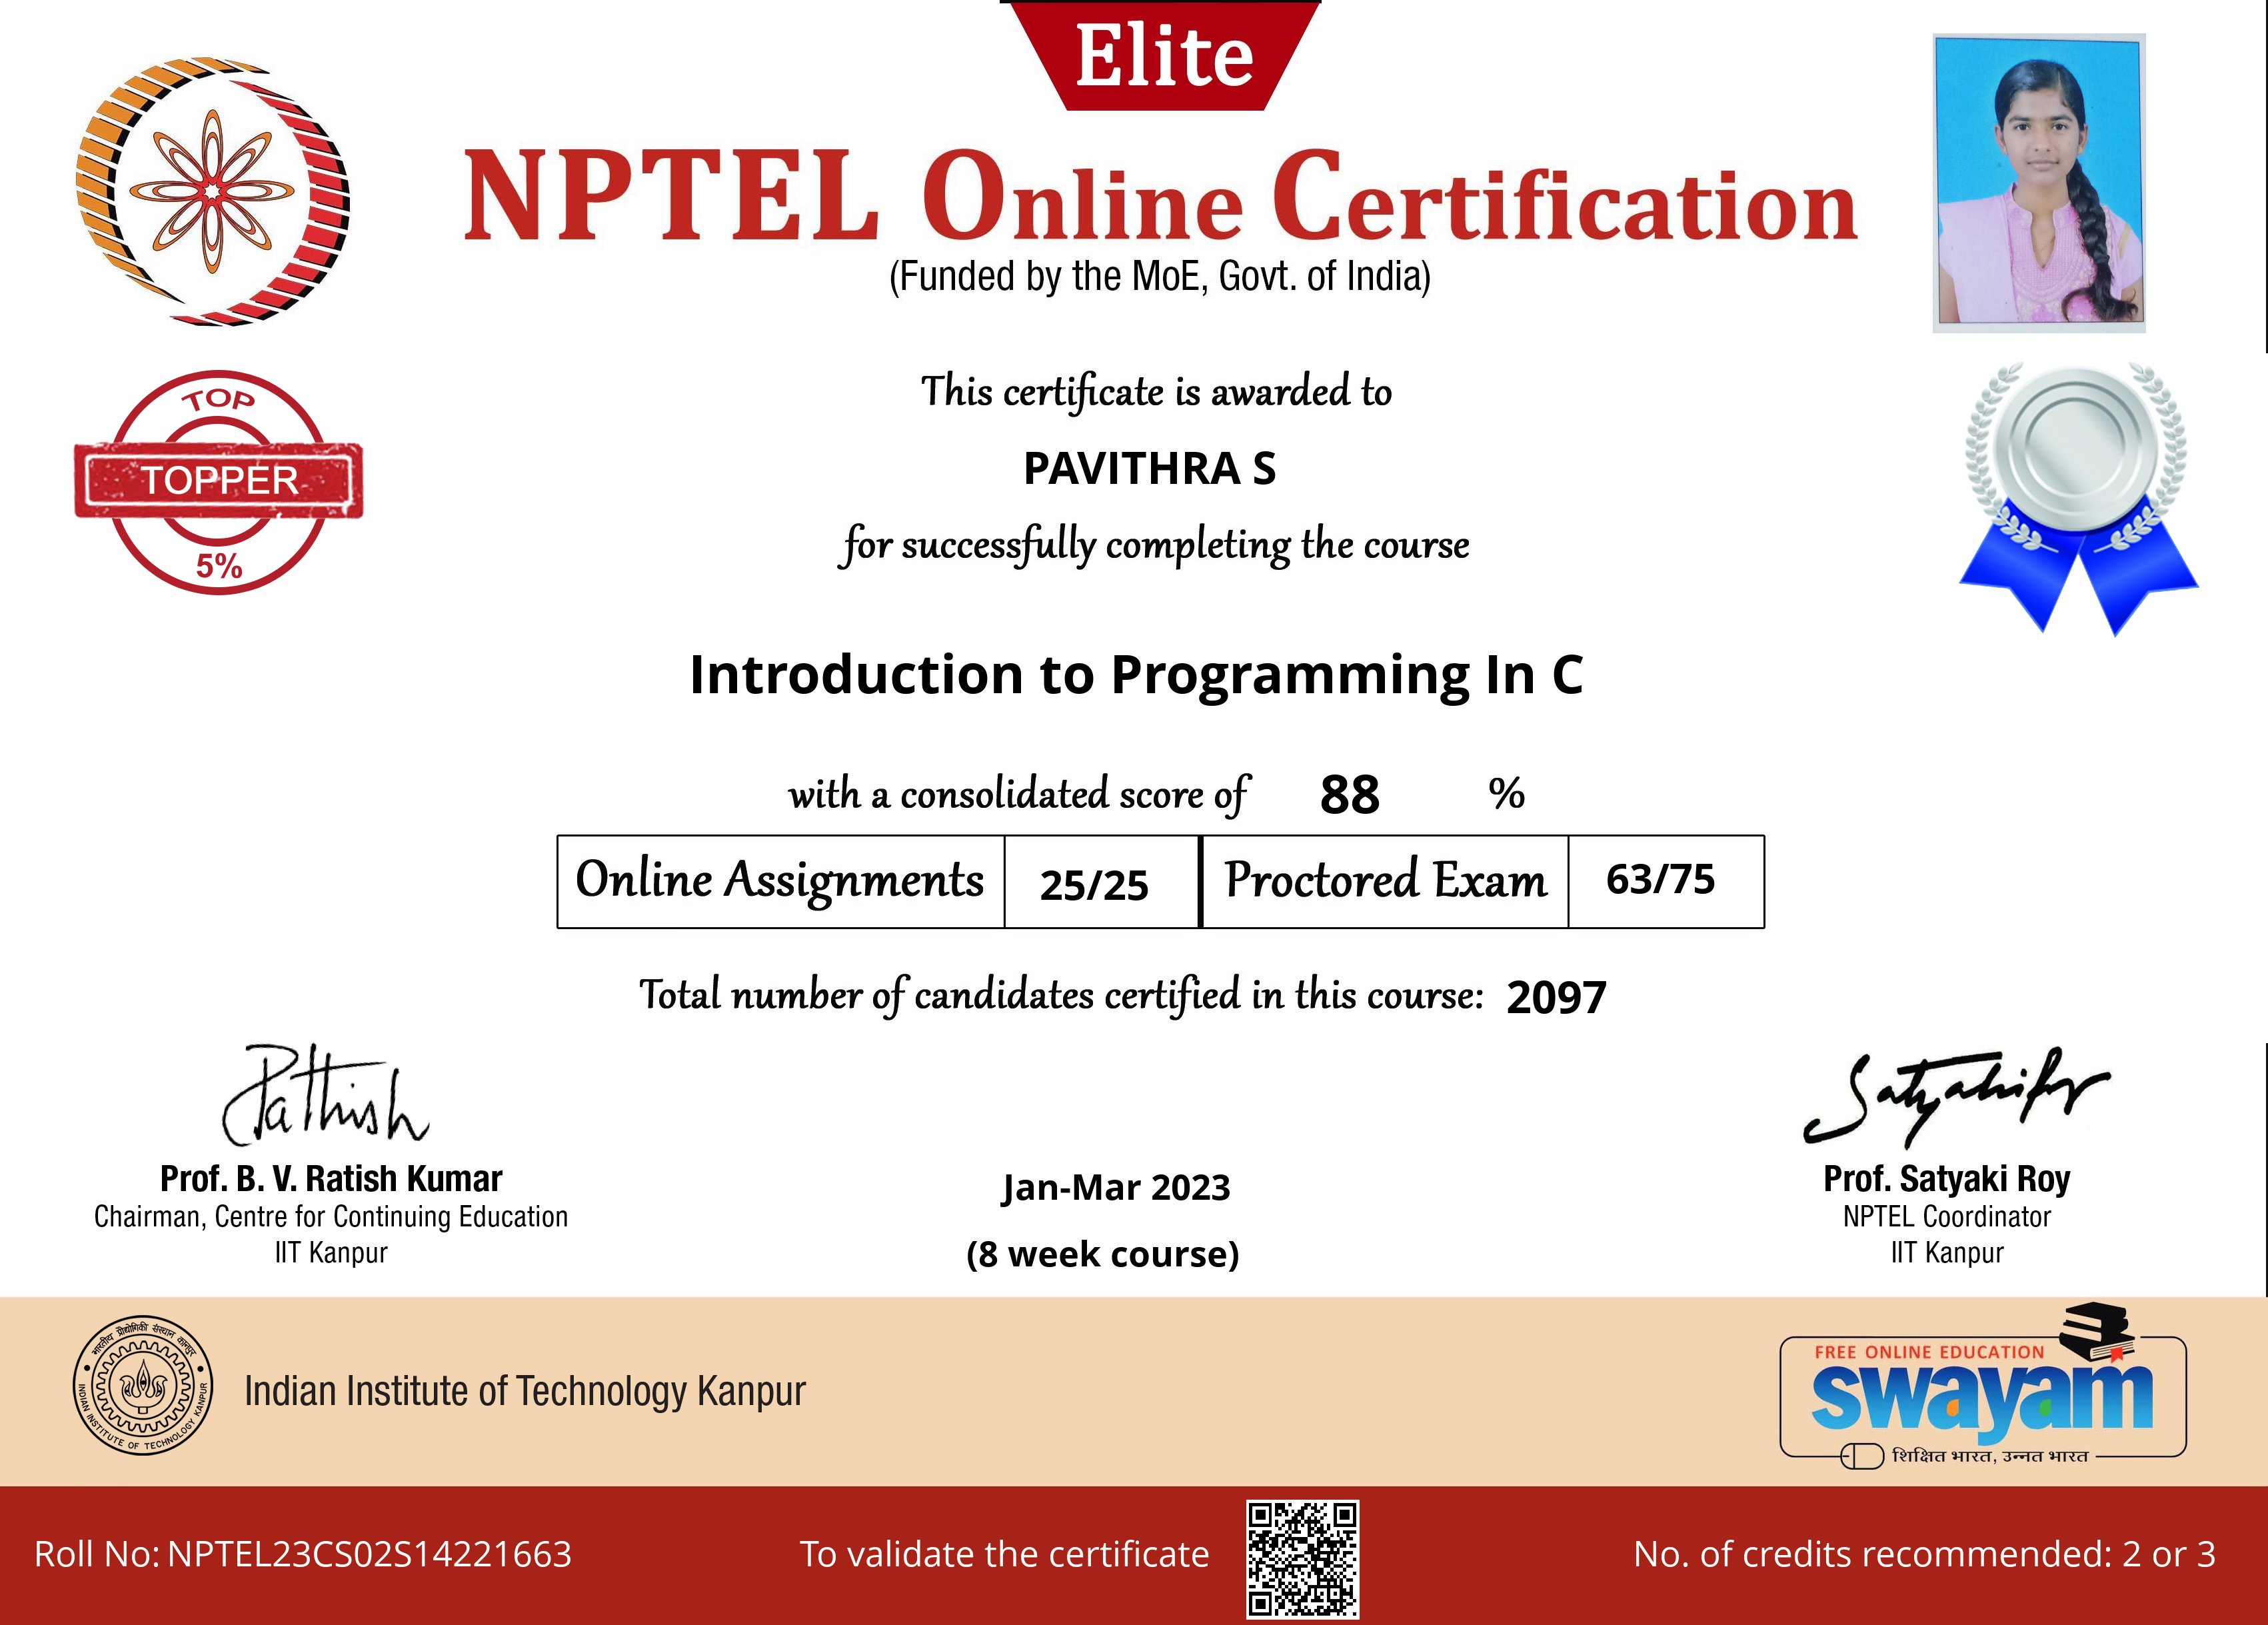 Elite
NPTEL Online Certification
(Funded by the MoE, Govt. of India)
TOP
TOPPER
5%
This certificate is awarded to
PAVITHRA S
for successfully completing the course
Introduction to Programming In C
with a consolidated score of 88 %
Online Assignments 25/25 Proctored Exam 63/75
Total number of candidates certified in this course: 2097
Prof. B. V. Ratish Kumar
Chairman, Centre for Continuing Education
IIT Kanpur
Jan-Mar 2023
(8 week course)
Prof. Satyaki Roy
NPTEL Coordinator
IIT Kanpur
भारतीय प्रौद्योगिकी संस्थान कानपुर
INDIAN INSTITUTE OF TECHNOLOGY KANPUR
Indian Institute of Technology Kanpur
FREE ONLINE EDUCATION
swayam
शिक्षित भारत, उन्नत भारत
Roll No: NPTEL23CS02S14221663
To validate the certificate
No. of credits recommended: 2 or 3